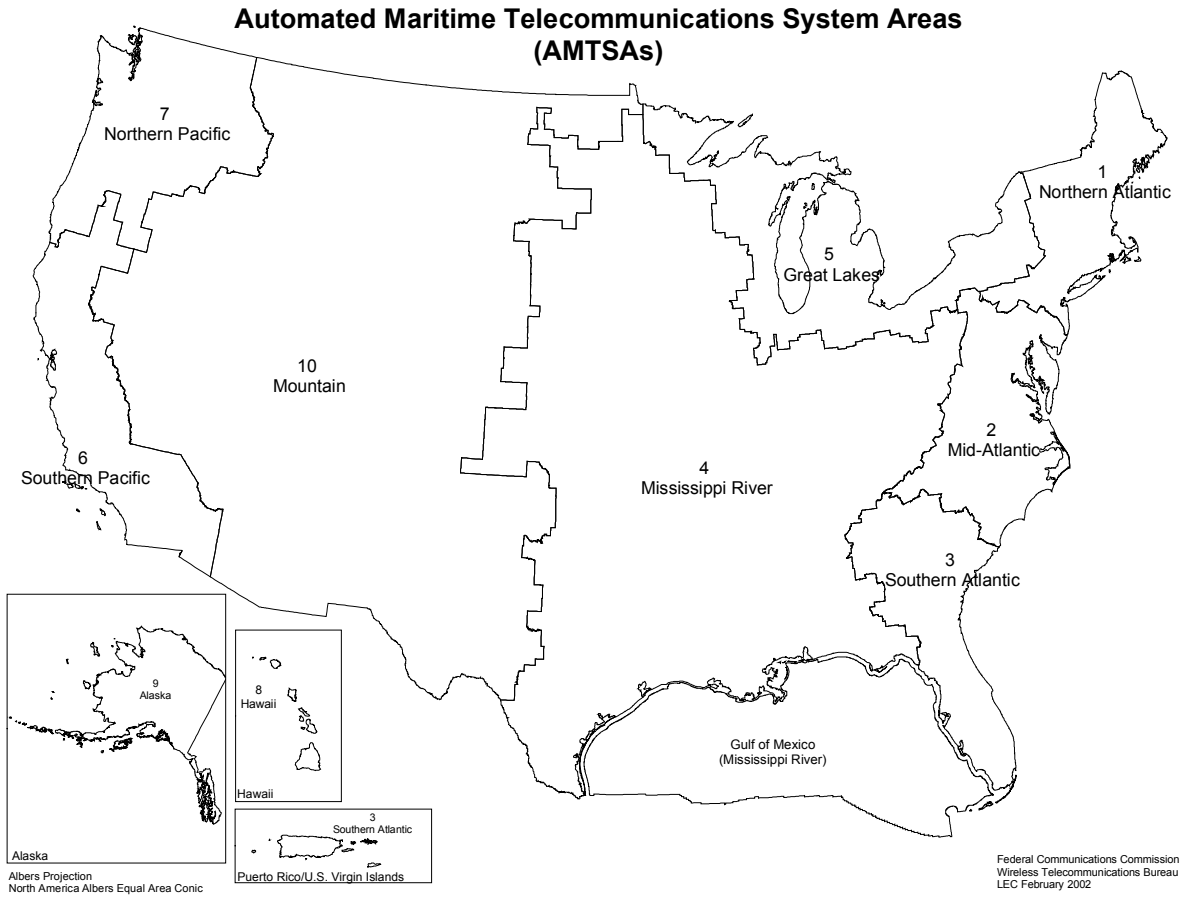 Automated Maritime Telecommunications System Areas
(AMTSAs)
7
Northern Pacific
1
Northern Atlantic
5
Great Lakes
10
Mountain
2
Mid-Atlantic
6
Southern Pacific
4
Mississippi River
3
Southern Atlantic
9
Alaska
8
Hawaii
Gulf of Mexico
(Mississippi River)
Hawaii
3
Southern Atlantic
Alaska
Puerto Rico/U.S. Virgin Islands
Albers Projection
North America Albers Equal Area Conic
Federal Communications Commission
Wireless Telecommunications Bureau
LEC February 2002